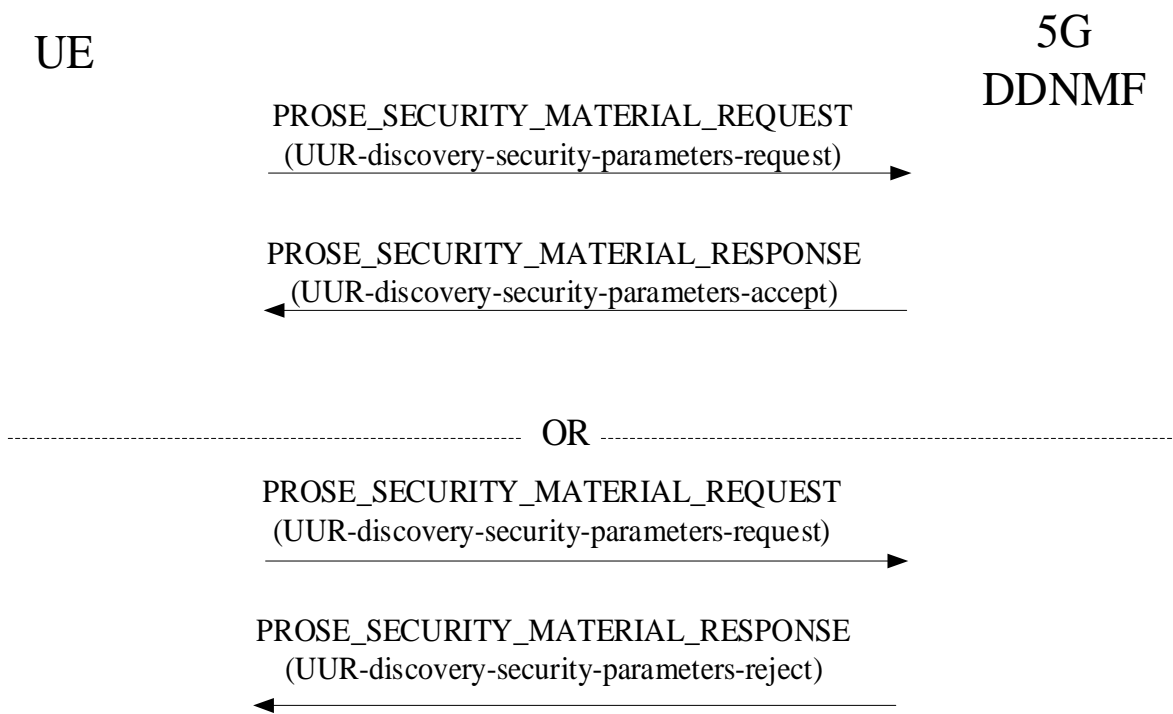 UE
5G
DDNMF
PROSE_SECURITY_MATERIAL_REQUEST
(UUR-discovery-security-parameters-request)
PROSE_SECURITY_MATERIAL_RESPONSE
(UUR-discovery-security-parameters-accept)
OR
PROSE_SECURITY_MATERIAL_REQUEST
(UUR-discovery-security-parameters-request)
PROSE_SECURITY_MATERIAL_RESPONSE
(UUR-discovery-security-parameters-reject)